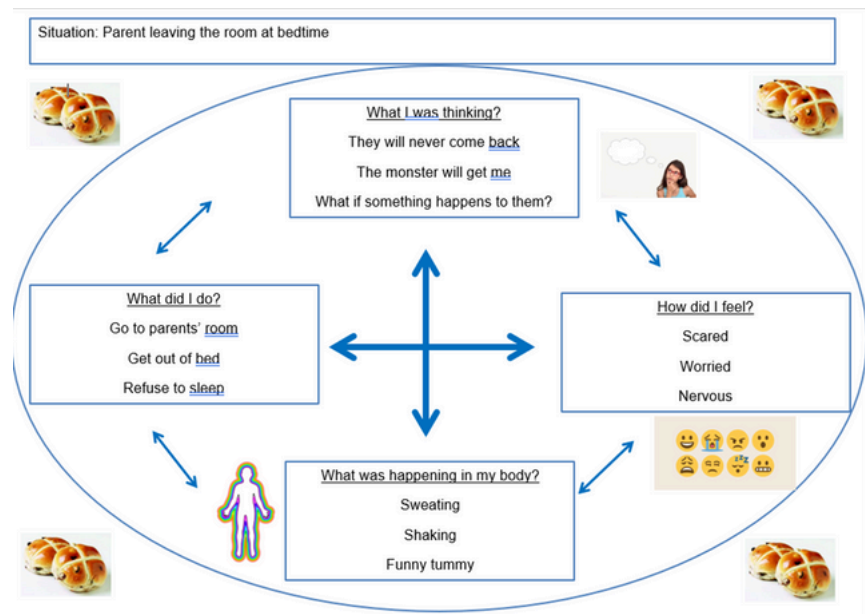 Situation: Parent leaving the room at bedtime
What I was thinking?
They will never come back
The monster will get me
What if something happens to them?
What did I do?
Go to parents' room
Get out of bed
Refuse to sleep
How did I feel?
Scared
Worried
Nervous
What was happening in my body?
Sweating
Shaking
Funny tummy